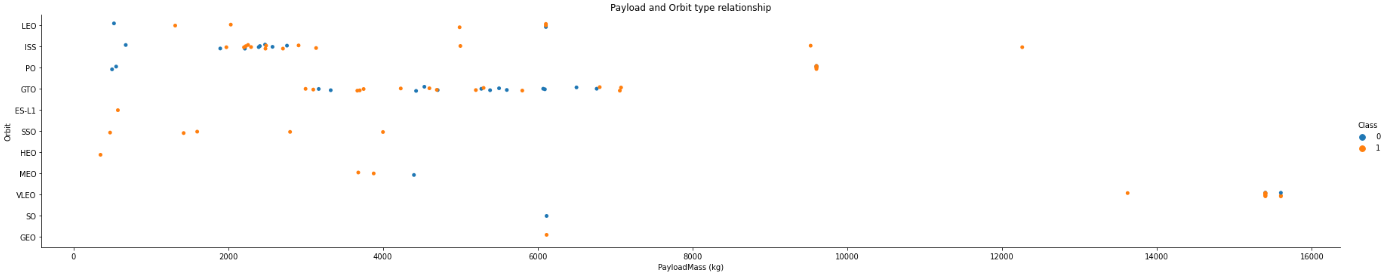 Payload and Orbit type relationship
Orbit
LEO
ISS
PO
GTO
ES-L1
SSO
HEO
MEO
VLEO
SO
GEO
0 2000 4000 6000 8000 10000 12000 14000 16000
PayloadMass (kg)
Class
0
1